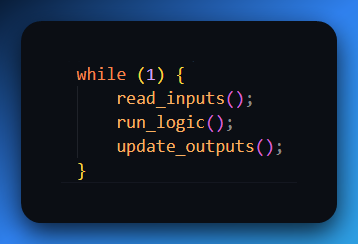 while (1) {
    read_inputs();
    run_logic();
    update_outputs();
}